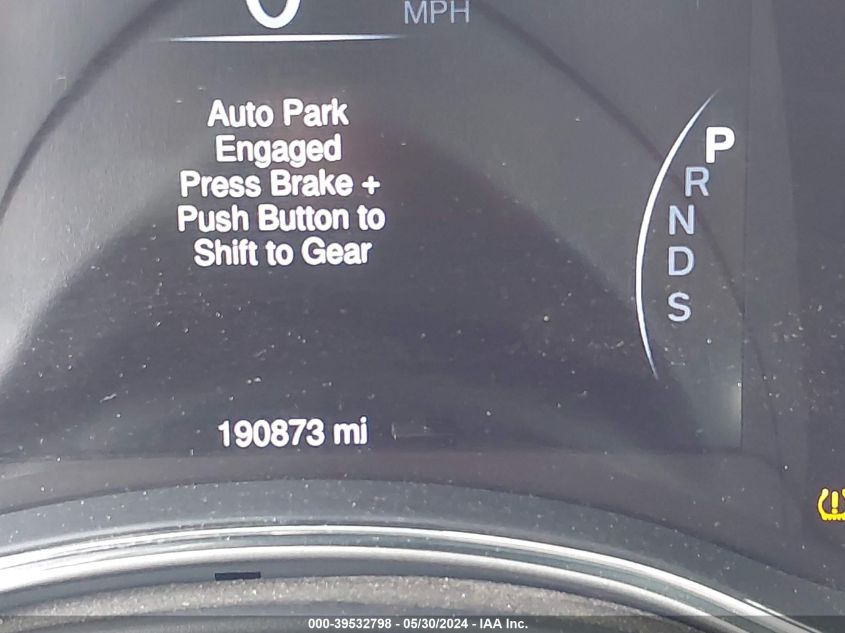 0 MPH
Auto Park
Engaged
Press Brake +
Push Button to
Shift to Gear
P
R
N
D
S
190873 mi
000-39532798 - 05/30/2024 - IAA Inc.